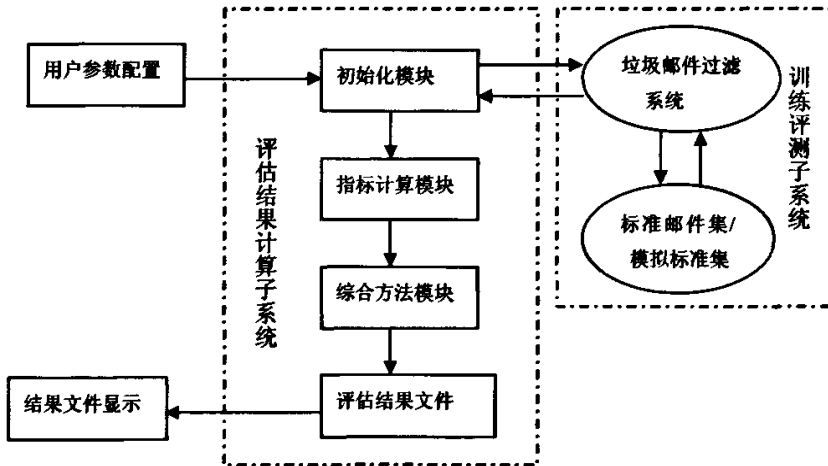 用户参数配置
初始化模块
垃圾邮件过滤
系统
训练评测子系统
评估结果计算子系统
指标计算模块
标准邮件集/
模拟标准集
综合方法模块
结果文件显示
评估结果文件